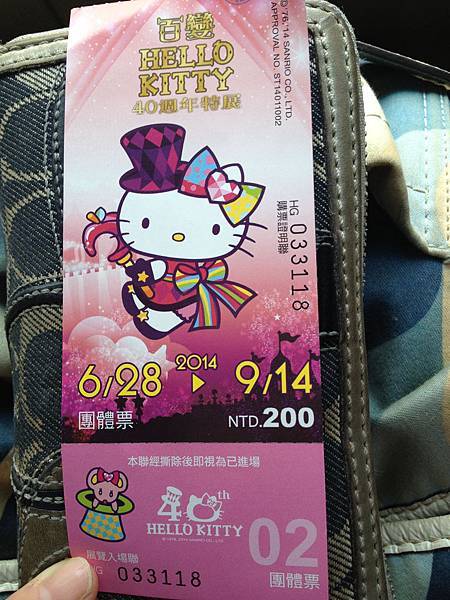 百變
HELLO
KITTY
40週年特展
© '76,'14 SANRIO CO., LTD.
APPROVAL NO. ST14011002
HG 033118
購票證明聯
2014
6/28 ▶ 9/14
團體票 NTD.200
本聯經撕除後即視為已進場
40th
HELLO KITTY
展覽入場聯
HG 033118
02
團體票